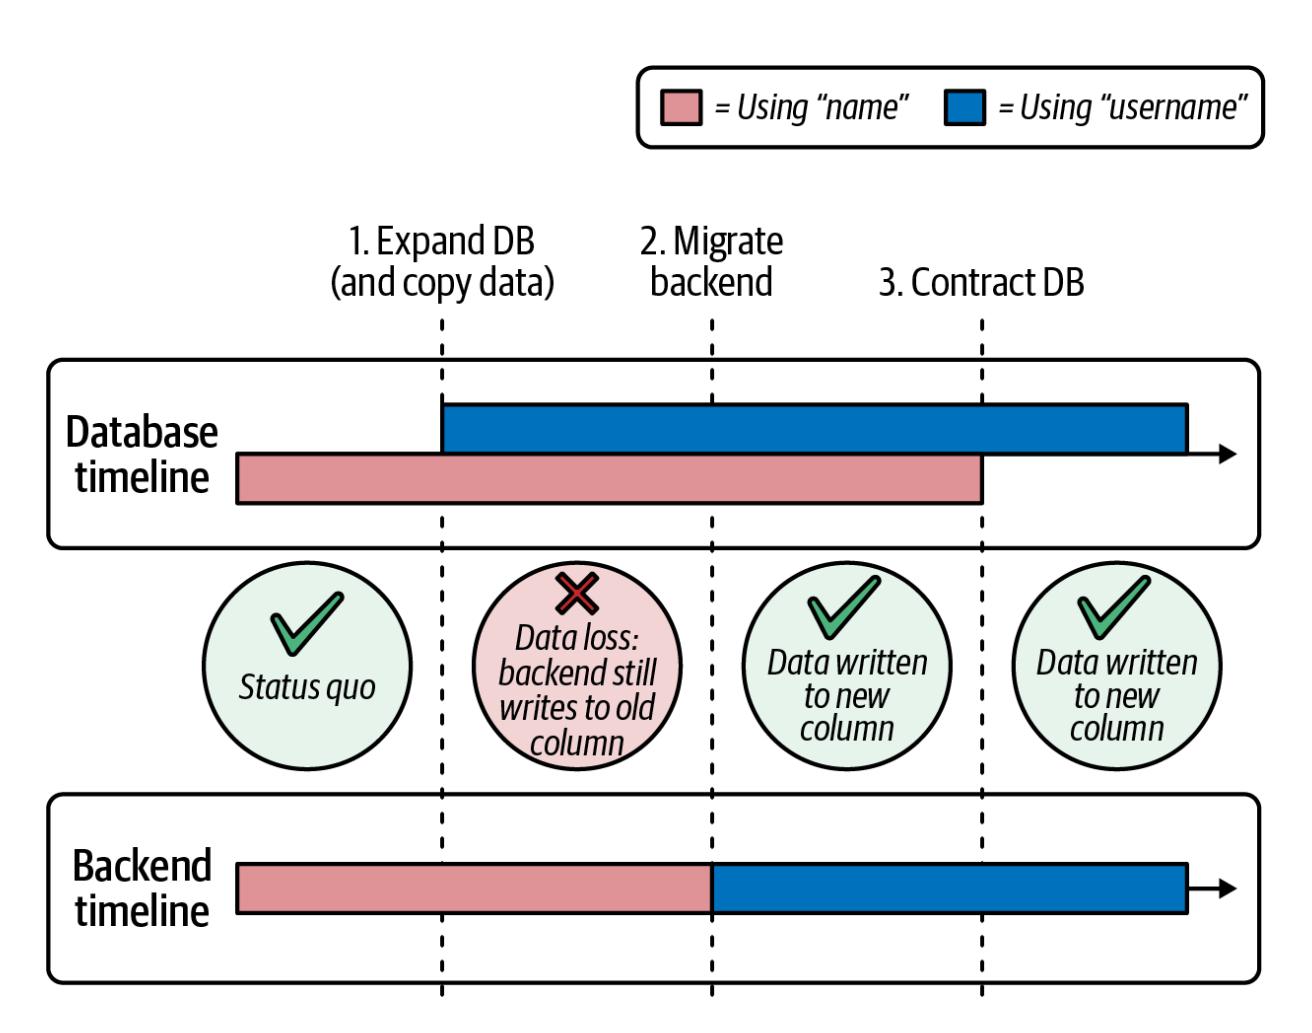 = Using “name” = Using “username”
1. Expand DB
(and copy data)
2. Migrate
backend
3. Contract DB
Database
timeline
Status quo
Data loss:
backend still
writes to old
column
Data written
to new
column
Data written
to new
column
Backend
timeline